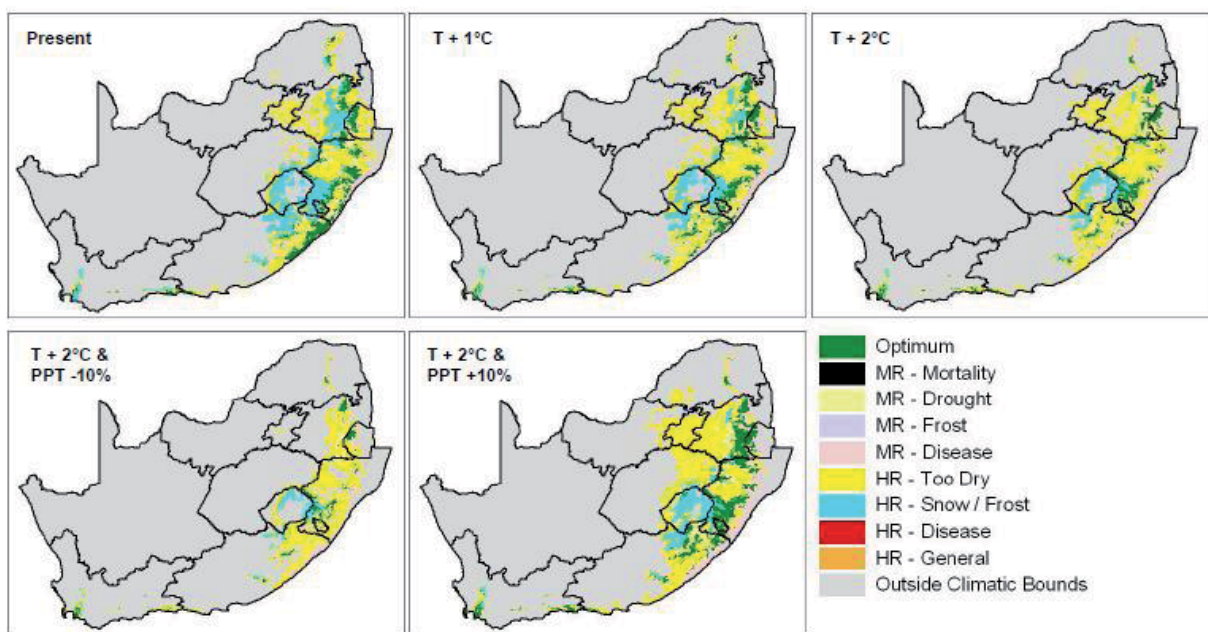 Present
T + 1°C
T + 2°C
T + 2°C &
PPT -10%
T + 2°C &
PPT +10%
Optimum
MR - Mortality
MR - Drought
MR - Frost
MR - Disease
HR - Too Dry
HR - Snow / Frost
HR - Disease
HR - General
Outside Climatic Bounds